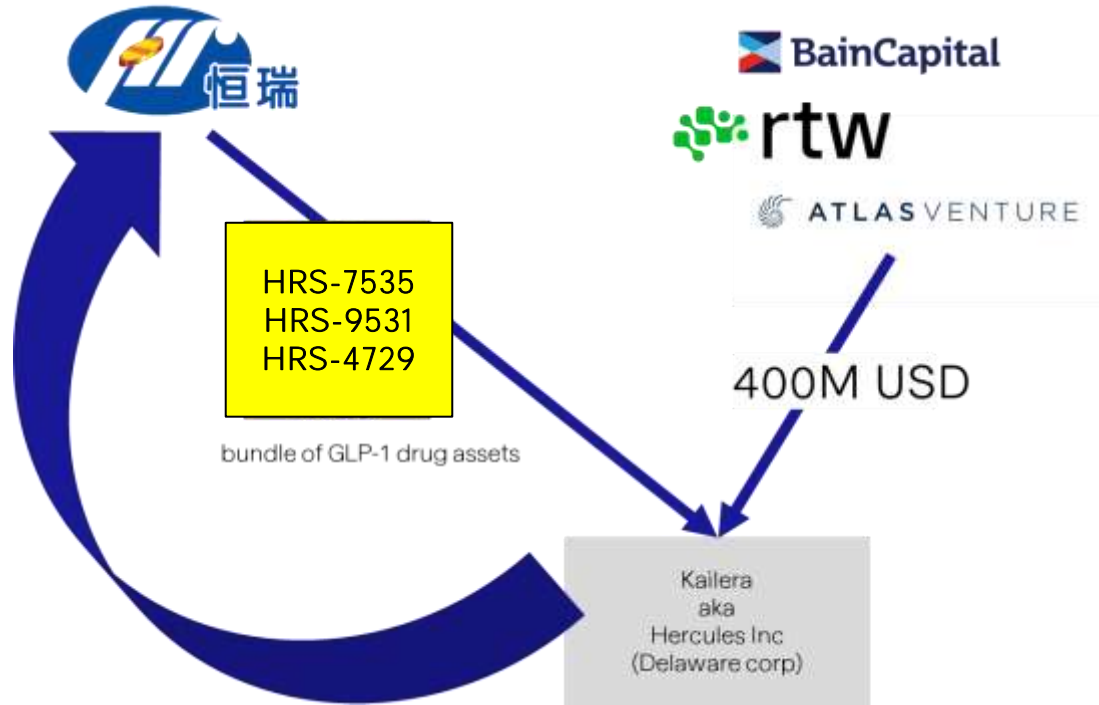 恒瑞
BainCapital
rtw
ATLAS VENTURE
HRS-7535
HRS-9531
HRS-4729
400M USD
bundle of GLP-1 drug assets
Kailera
aka
Hercules Inc
(Delaware corp)